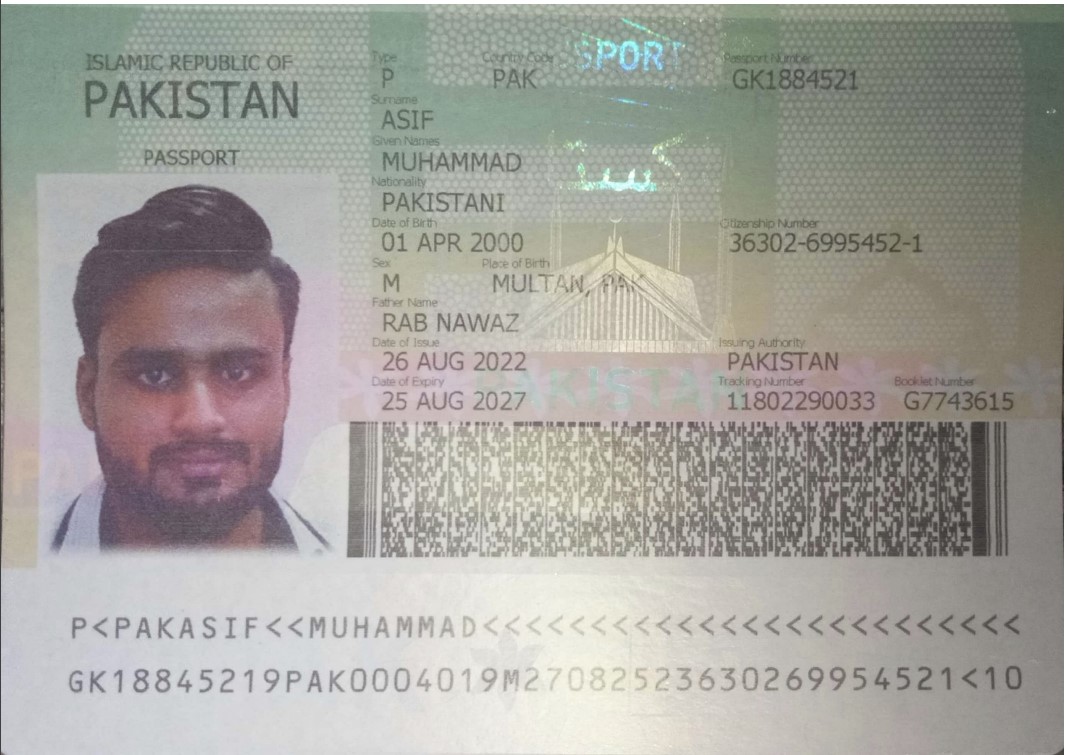 ISLAMIC REPUBLIC OF
PAKISTAN
PASSPORT
SPORT
Type Country Code Passport Number
P PAK GK1884521
Surname
ASIF
Given Names
MUHAMMAD
Nationality
PAKISTANI
Date of Birth Citizenship Number
01 APR 2000 36302-6995452-1
Sex Place of Birth
M MULTAN, PAK
Father Name
RAB NAWAZ
Date of Issue Issuing Authority
26 AUG 2022 PAKISTAN
Date of Expiry Tracking Number Booklet Number
25 AUG 2027 11802290033 G7743615
PAKISTAN
P<PAKASIF<<MUHAMMAD<<<<<<<<<<<<<<<<<<<<<<<<<
GK18845219PAK0004019M27082523630269954521<10